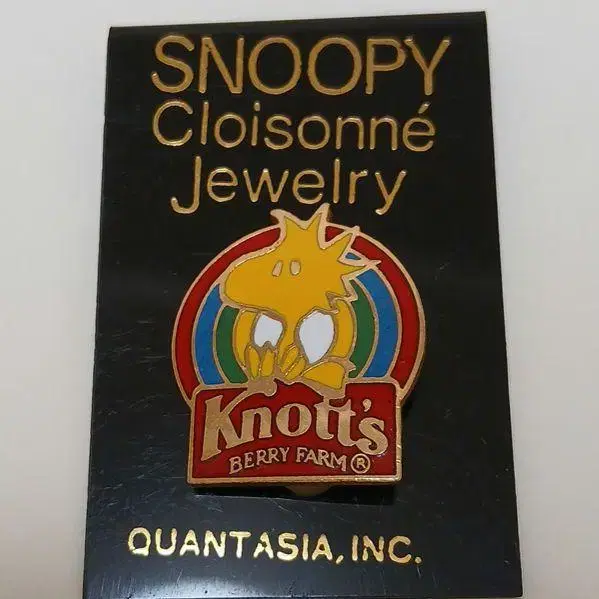 SNOOPY
Cloisonné
Jewelry
Knott's
BERRY FARM®
QUANTASIA, INC.